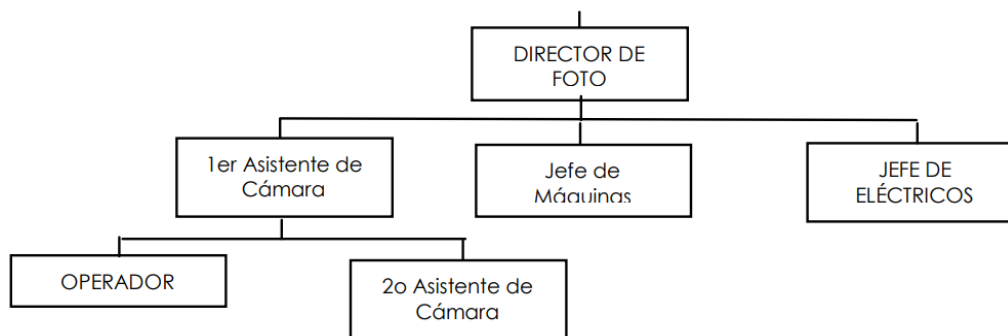 DIRECTOR DE
FOTO
1er Asistente de
Cámara
Jefe de
Máquinas
JEFE DE
ELÉCTRICOS
OPERADOR
2o Asistente de
Cámara